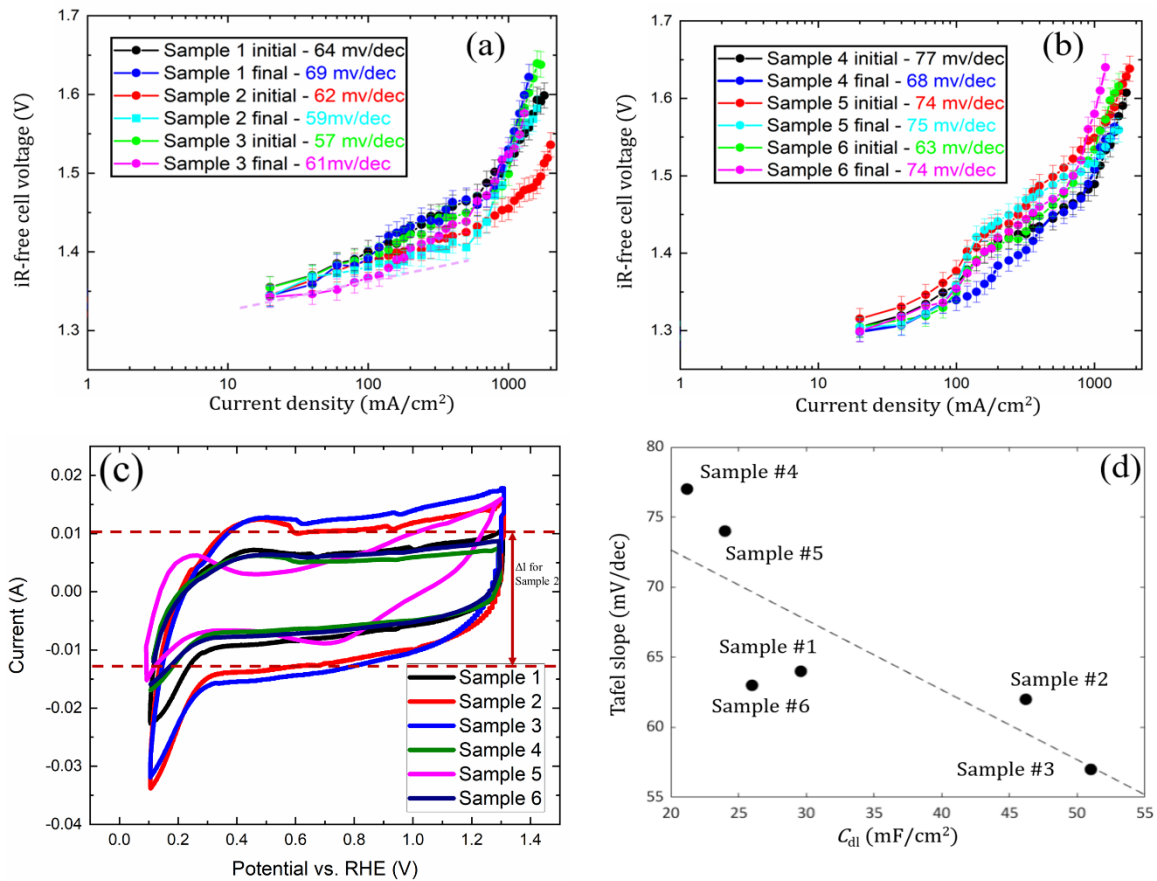 (a)
Sample 1 initial - 64 mv/dec
Sample 1 final - 69 mv/dec
Sample 2 initial - 62 mv/dec
Sample 2 final - 59mv/dec
Sample 3 initial - 57 mv/dec
Sample 3 final - 61mv/dec
iR-free cell voltage (V)
1.6
1.5
1.4
1.3
1
10
100
1000
Current density (mA/cm²)
(b)
Sample 4 initial - 77 mv/dec
Sample 4 final - 68 mv/dec
Sample 5 initial - 74 mv/dec
Sample 5 final - 75 mv/dec
Sample 6 initial - 63 mv/dec
Sample 6 final - 74 mv/dec
iR-free cell voltage (V)
1.6
1.5
1.4
1.3
1
10
100
1000
Current density (mA/cm²)
(c)
Current (A)
0.02
0.01
0.00
-0.01
-0.02
-0.03
-0.04
ΔI for
Sample 2
Sample 1
Sample 2
Sample 3
Sample 4
Sample 5
Sample 6
0.0
0.2
0.4
0.6
0.8
1.0
1.2
1.4
Potential vs. RHE (V)
(d)
Tafel slope (mV/dec)
80
75
70
65
60
55
Sample #4
Sample #5
Sample #1
Sample #6
Sample #2
Sample #3
20
25
30
35
40
45
50
55
Cdl (mF/cm²)